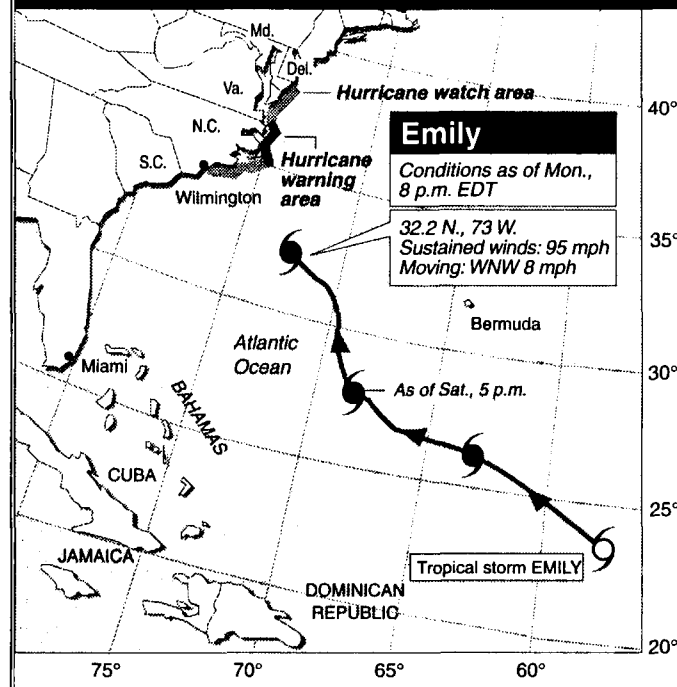 Md.
Del.
Va.
Hurricane watch area
40°
N.C.
Emily
S.C.
Hurricane
warning
area
Conditions as of Mon.,
8 p.m. EDT
Wilmington
32.2 N., 73 W.
Sustained winds: 95 mph
Moving: WNW 8 mph
35°
Bermuda
Atlantic
Ocean
Miami
30°
As of Sat., 5 p.m.
BAHAMAS
CUBA
25°
JAMAICA
Tropical storm EMILY
DOMINICAN
REPUBLIC
20°
75°
70°
65°
60°